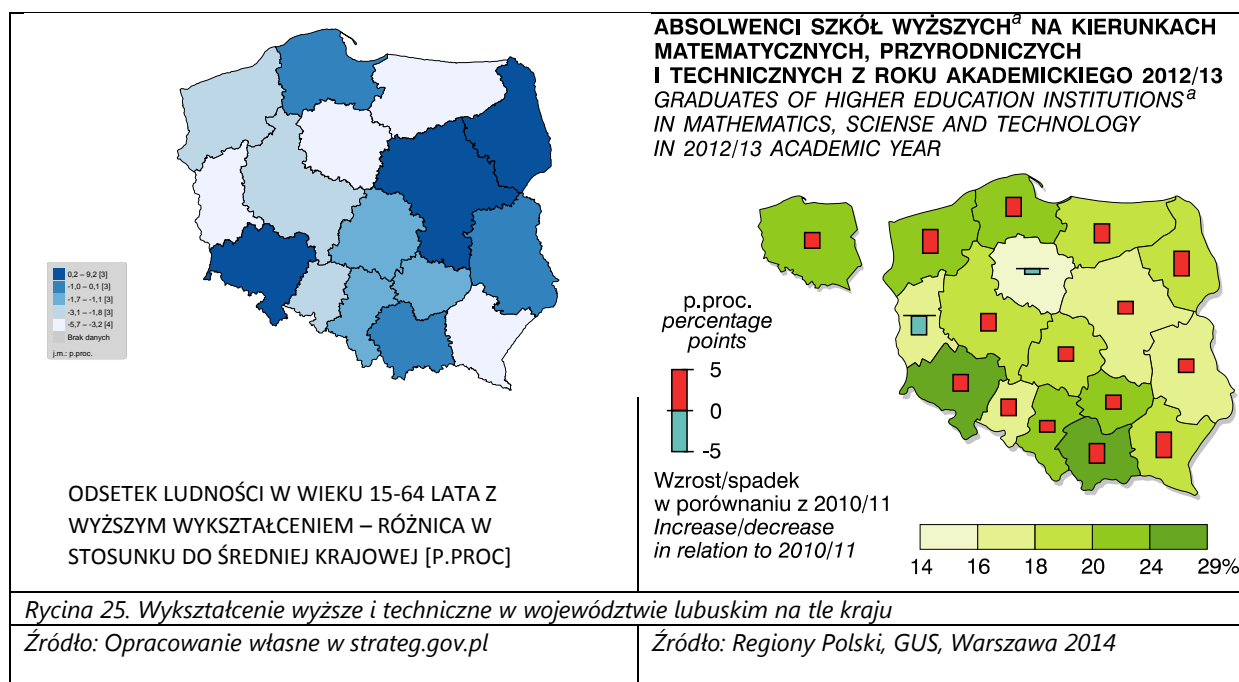 0,2 – 9,2 [3]
-1,0 – 0,1 [3]
-1,7 – -1,1 [3]
-3,1 – -1,8 [3]
-5,7 – -3,2 [4]
Brak danych
j.m.: p.proc.
ODSETEK LUDNOŚCI W WIEKU 15-64 LATA Z
WYŻSZYM WYKSZTAŁCENIEM – RÓŻNICA W
STOSUNKU DO ŚREDNIEJ KRAJOWEJ [P.PROC]
ABSOLWENCI SZKÓŁ WYŻSZYCHa NA KIERUNKACH
MATEMATYCZNYCH, PRZYRODNICZYCH
I TECHNICZNYCH Z ROKU AKADEMICKIEGO 2012/13
GRADUATES OF HIGHER EDUCATION INSTITUTIONSa
IN MATHEMATICS, SCIENSE AND TECHNOLOGY
IN 2012/13 ACADEMIC YEAR
p.proc.
percentage
points
5
0
-5
Wzrost/spadek
w porównaniu z 2010/11
Increase/decrease
in relation to 2010/11
14 16 18 20 24 29%
Rycina 25. Wykształcenie wyższe i techniczne w województwie lubuskim na tle kraju
Źródło: Opracowanie własne w strateg.gov.pl
Źródło: Regiony Polski, GUS, Warszawa 2014